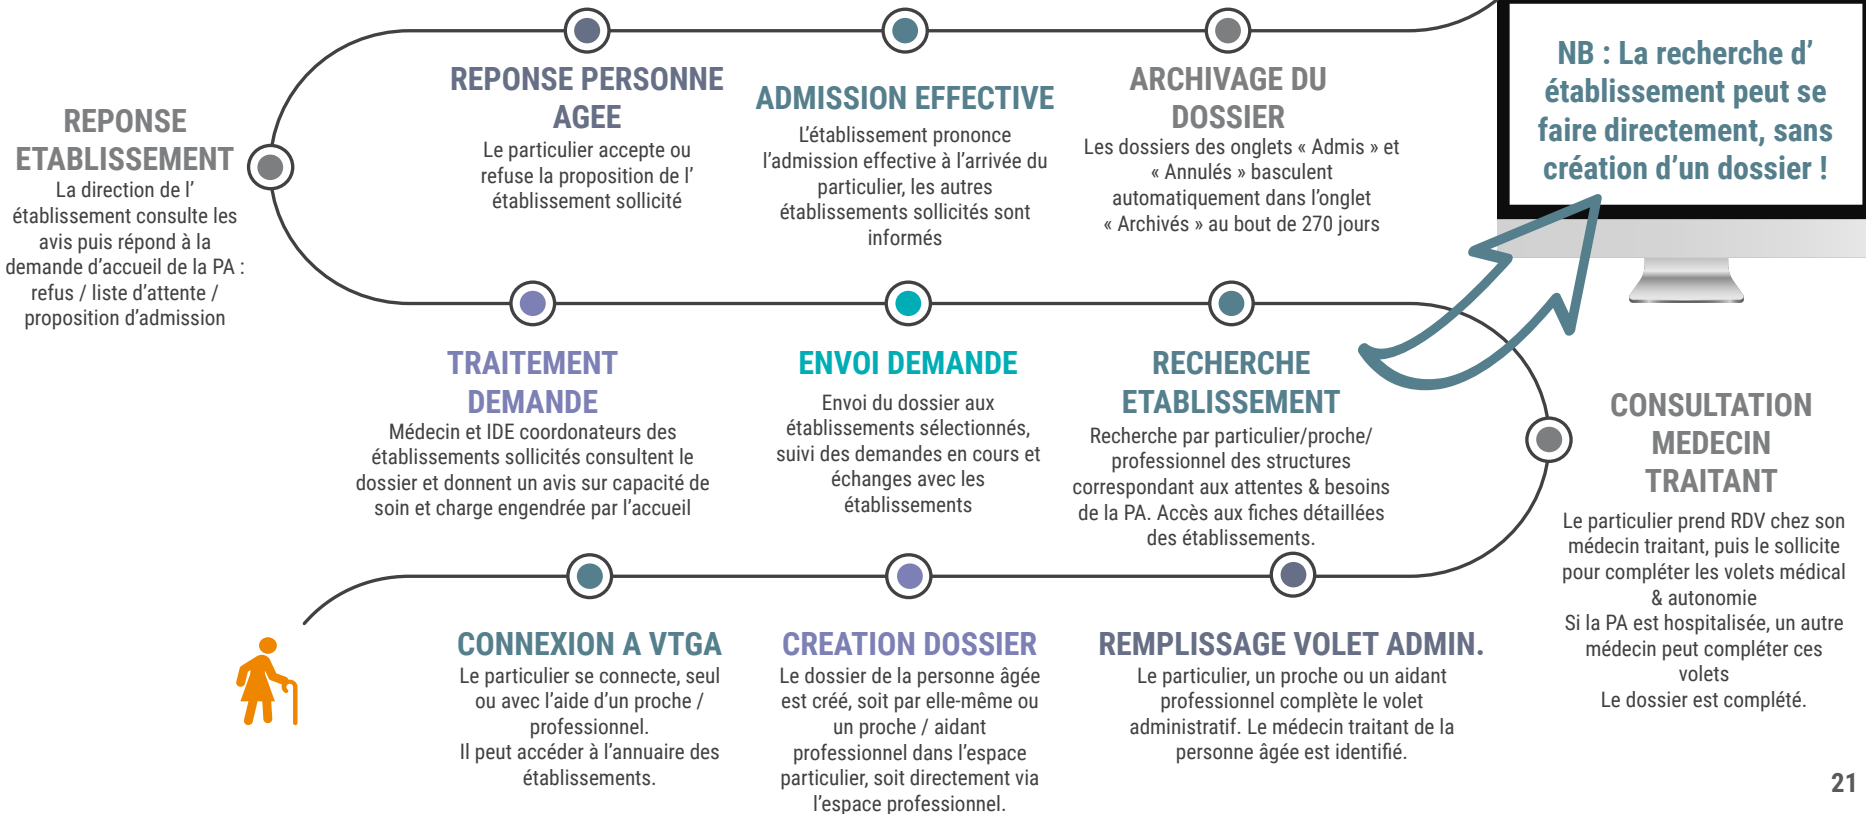 REPONSE
ETABLISSEMENT
La direction de l’
établissement consulte les
avis puis répond à la
demande d’accueil de la PA :
refus / liste d’attente /
proposition d’admission
REPONSE PERSONNE
AGEE
Le particulier accepte ou
refuse la proposition de l’
établissement sollicité
ADMISSION EFFECTIVE
L’établissement prononce
l’admission effective à l’arrivée du
particulier, les autres
établissements sollicités sont
informés
ARCHIVAGE DU
DOSSIER
Les dossiers des onglets « Admis » et
« Annulés » basculent
automatiquement dans l’onglet
« Archivés » au bout de 270 jours
NB : La recherche d’
établissement peut se
faire directement, sans
création d’un dossier !
TRAITEMENT
DEMANDE
Médecin et IDE coordonateurs des
établissements sollicités consultent le
dossier et donnent un avis sur capacité de
soin et charge engendrée par l’accueil
ENVOI DEMANDE
Envoi du dossier aux
établissements sélectionnés,
suivi des demandes en cours et
échanges avec les
établissements
RECHERCHE
ETABLISSEMENT
Recherche par particulier/proche/
professionnel des structures
correspondant aux attentes & besoins
de la PA. Accès aux fiches détaillées
des établissements.
CONSULTATION
MEDECIN
TRAITANT
Le particulier prend RDV chez son
médecin traitant, puis le sollicite
pour compléter les volets médical
& autonomie
Si la PA est hospitalisée, un autre
médecin peut compléter ces
volets
Le dossier est complété.
CONNEXION A VTGA
Le particulier se connecte, seul
ou avec l’aide d’un proche /
professionnel.
Il peut accéder à l’annuaire des
établissements.
CREATION DOSSIER
Le dossier de la personne âgée
est créé, soit par elle-même ou
un proche / aidant
professionnel dans l’espace
particulier, soit directement via
l’espace professionnel.
REMPLISSAGE VOLET ADMIN.
Le particulier, un proche ou un aidant
professionnel complète le volet
administratif. Le médecin traitant de la
personne âgée est identifié.
21